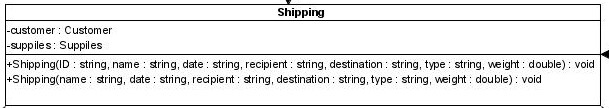 Shipping
-customer : Customer
-suppiles : Suppiles
+Shipping(ID : string, name : string, date : string, recipient : string, destination : string, type : string, weight : double) : void
+Shipping(name : string, date : string, recipient : string, destination : string, type : string, weight : double) : void